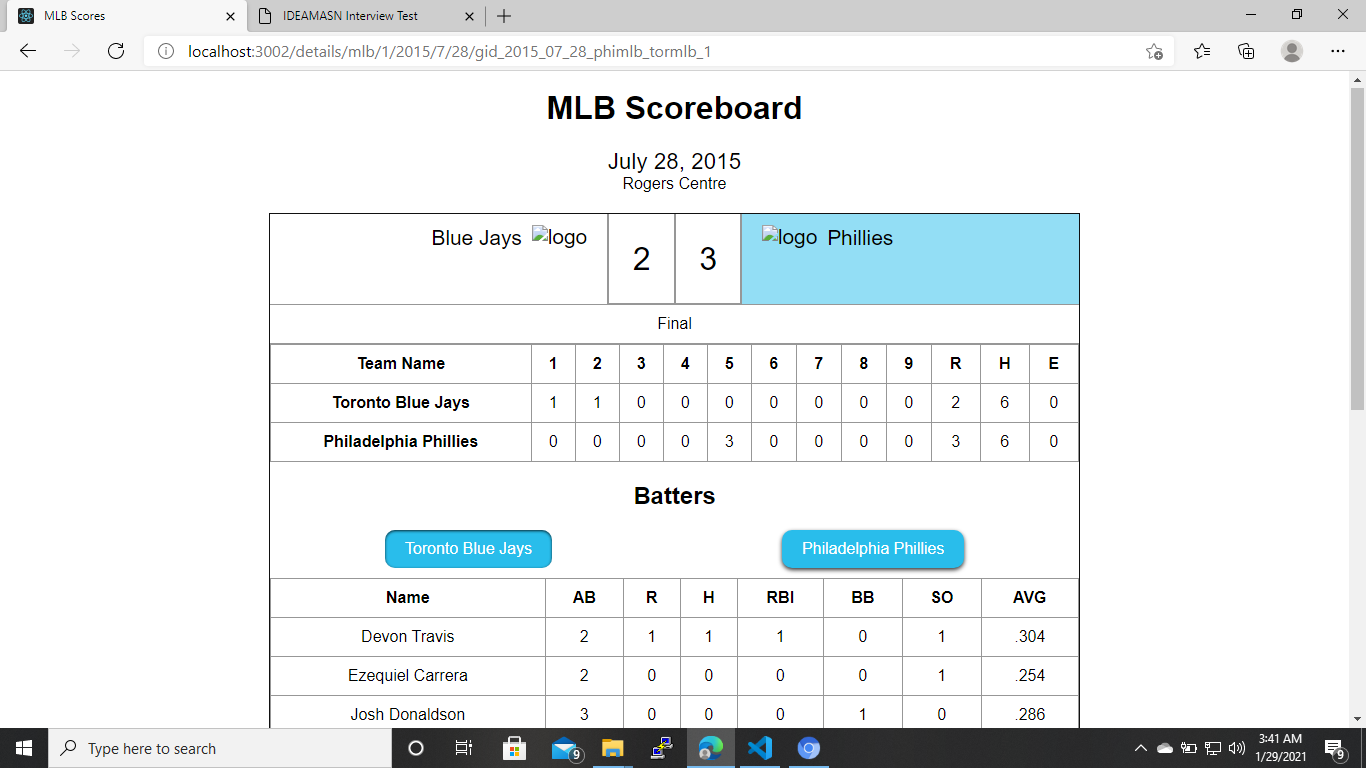 MLB Scores
IDEAMASN Interview Test
localhost:3002/details/mlb/1/2015/7/28/gid_2015_07_28_phimlb_tormlb_1
MLB Scoreboard
July 28, 2015
Rogers Centre
Blue Jays logo 2 3 logo Phillies
Final
Team Name 1 2 3 4 5 6 7 8 9 R H E
Toronto Blue Jays 1 1 0 0 0 0 0 0 0 2 6 0
Philadelphia Phillies 0 0 0 0 3 0 0 0 0 3 6 0
Batters
Toronto Blue Jays Philadelphia Phillies
Name AB R H RBI BB SO AVG
Devon Travis 2 1 1 1 0 1 .304
Ezequiel Carrera 2 0 0 0 0 1 .254
Josh Donaldson 3 0 0 0 1 0 .286
Type here to search
9
3:41 AM
1/29/2021
9